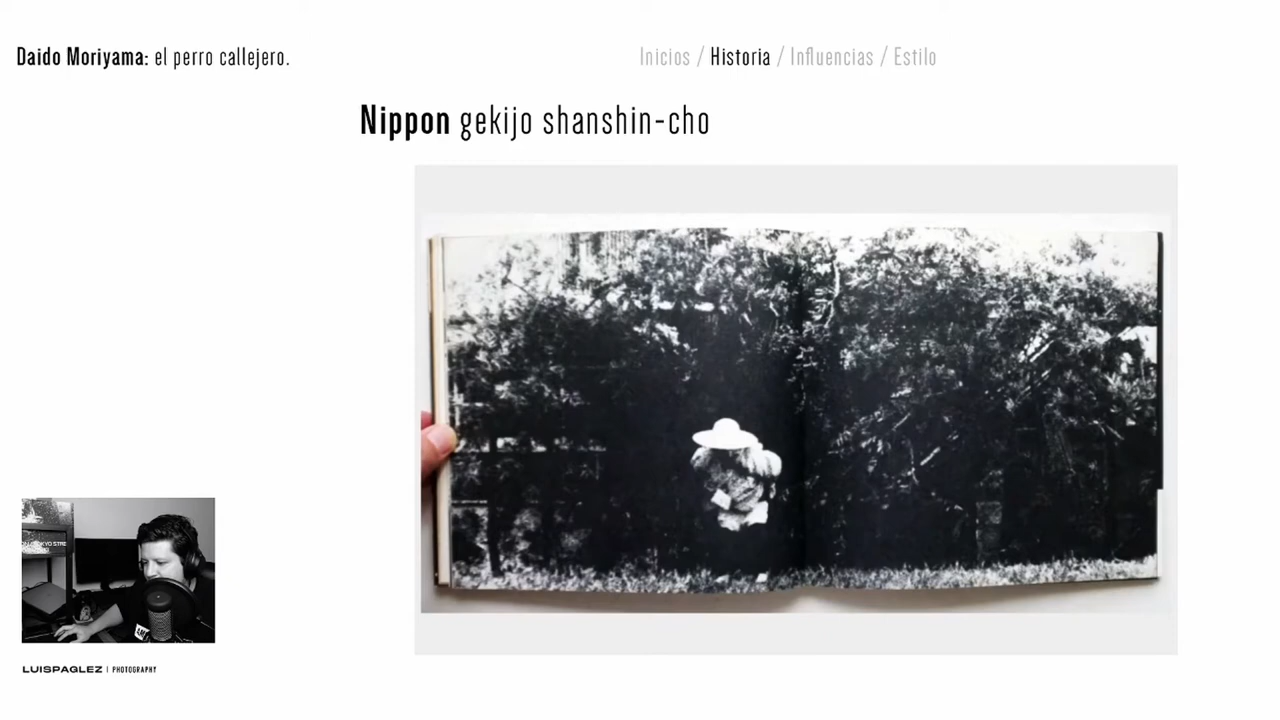 Daido Moriyama: el perro callejero.
Inicios / Historia / Influencias / Estilo
Nippon gekijo shanshin-cho
LUISPAGLEZ | PHOTOGRAPHY